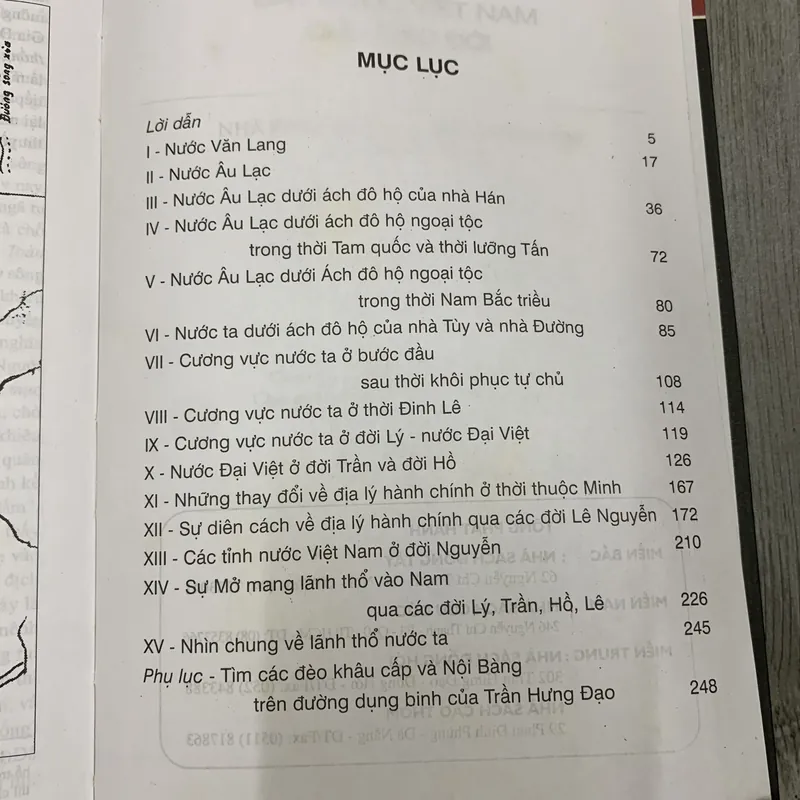 MỤC LỤC
Lời dẫn
I - Nước Văn Lang 5
II - Nước Âu Lạc 17
III - Nước Âu Lạc dưới ách đô hộ của nhà Hán 36
IV - Nước Âu Lạc dưới ách đô hộ ngoại tộc
trong thời Tam quốc và thời lưỡng Tấn 72
V - Nước Âu Lạc dưới Ách đô hộ ngoại tộc
trong thời Nam Bắc triều 80
VI - Nước ta dưới ách đô hộ của nhà Tùy và nhà Đường 85
VII - Cương vực nước ta ở bước đầu
sau thời khôi phục tự chủ 108
VIII - Cương vực nước ta ở thời Đinh Lê 114
IX - Cương vực nước ta ở đời Lý - nước Đại Việt 119
X - Nước Đại Việt ở đời Trần và đời Hồ 126
XI - Những thay đổi về địa lý hành chính ở thời thuộc Minh 167
XII - Sự diên cách về địa lý hành chính qua các đời Lê Nguyễn 172
XIII - Các tỉnh nước Việt Nam ở đời Nguyễn 210
XIV - Sự Mở mang lãnh thổ vào Nam
qua các đời Lý, Trần, Hồ, Lê 226
XV - Nhìn chung về lãnh thổ nước ta 245
Phụ lục - Tìm các đèo khâu cấp và Nội Bàng
trên đường dụng binh của Trần Hưng Đạo 248
Đường song xóa